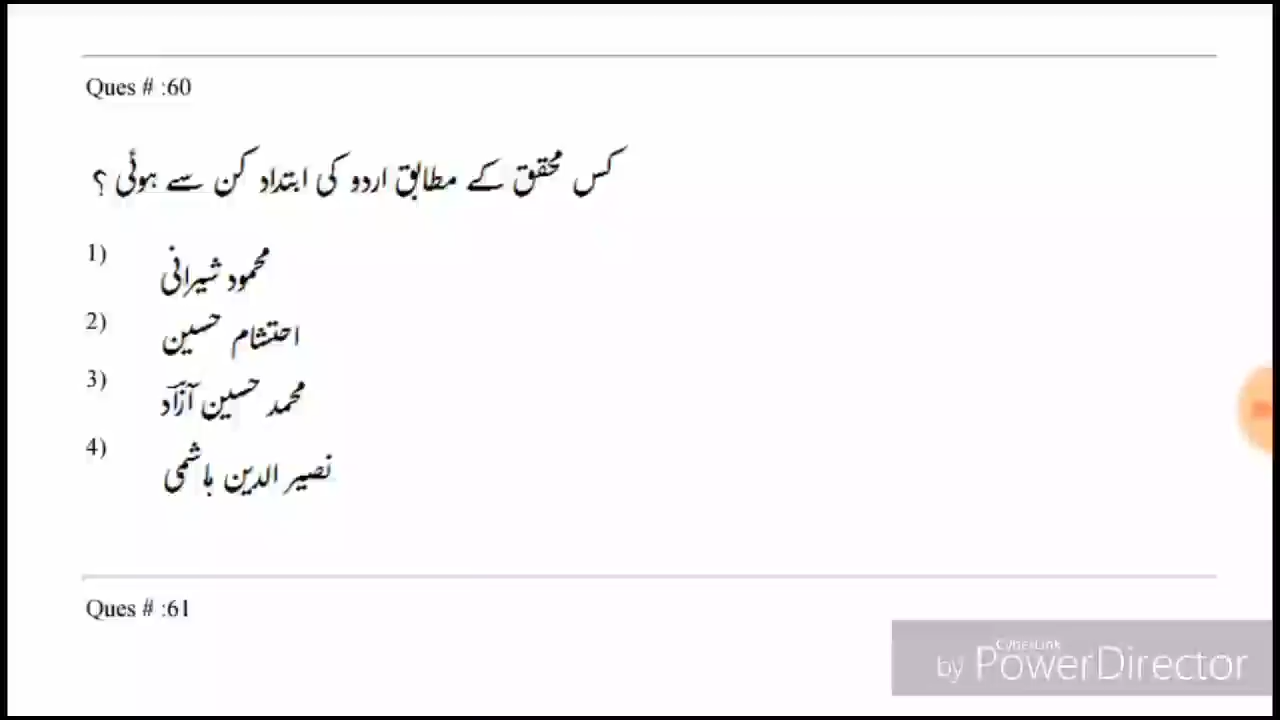 Ques # :60
کس محقق کے مطابق اردو کی ابتداد کن سے ہوئی ؟
1) محمود شیرانی
2) احتشام حسین
3) محمد حسین آزآد
4) نصیر الدین ہاشمی
Ques # :61
CyberLink
by PowerDirector